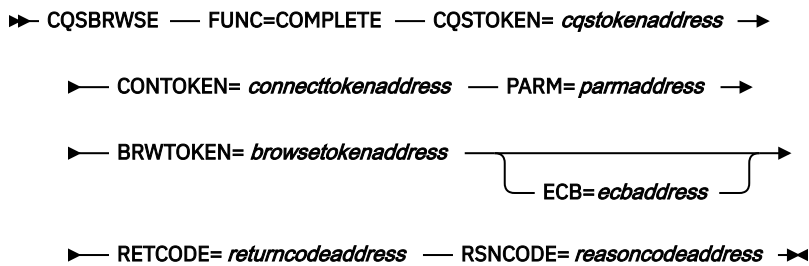 CQSBRWSE FUNC=COMPLETE CQSTOKEN= cqstokenaddress
CONTOKEN= connecttokenaddress PARM= parmaddress
BRWTOKEN= browsetokenaddress
ECB= ecbaddress
RETCODE= returncodeaddress RSNCODE= reasoncodeaddress